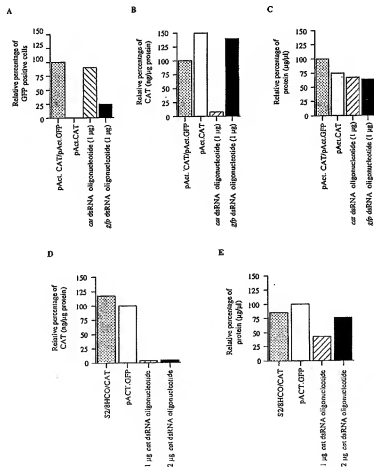 A
Relative percentage of
GFP positive cells
150
125
100
75
50
25
0
pAct. CAT/pAct.GFP
pAct.CAT
cat dsRNA oligonucleotide (1 µg)
gfp dsRNA oligonucleotide (1 µg)
B
Relative percentage of
CAT (ng/µg protein)
150
125
100
75
50
25
0
pAct. CAT/pAct.GFP
pAct.CAT
cat dsRNA oligonucleotide (1 µg)
gfp dsRNA oligonucleotide (1 µg)
C
Relative percentage of
protein (µg/µl)
150
125
100
75
50
25
0
pAct. CAT/pAct.GFP
pAct.CAT
cat dsRNA oligonucleotide (1 µg)
gfp dsRNA oligonucleotide (1 µg)
D
Relative percentage of
CAT (ng/µg protein)
150
125
100
75
50
25
0
S2/8HCO/CAT
pACT.GFP
1 µg cat dsRNA oligonucleotide
2 µg cat dsRNA oligonucleotide
E
Relative percentage of
protein (µg/µl)
150
125
100
75
50
25
0
S2/8HCO/CAT
pACT.GFP
1 µg cat dsRNA oligonucleotide
2 µg cat dsRNA oligonucleotide